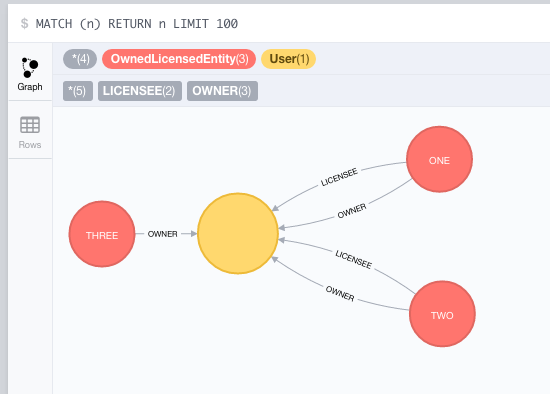 $ MATCH (n) RETURN n LIMIT 100
Graph
Rows
*(4) OwnedLicensedEntity(3) User(1)
*(5) LICENSEE(2) OWNER(3)
ONE
LICENSEE
OWNER
THREE
OWNER
LICENSEE
OWNER
TWO